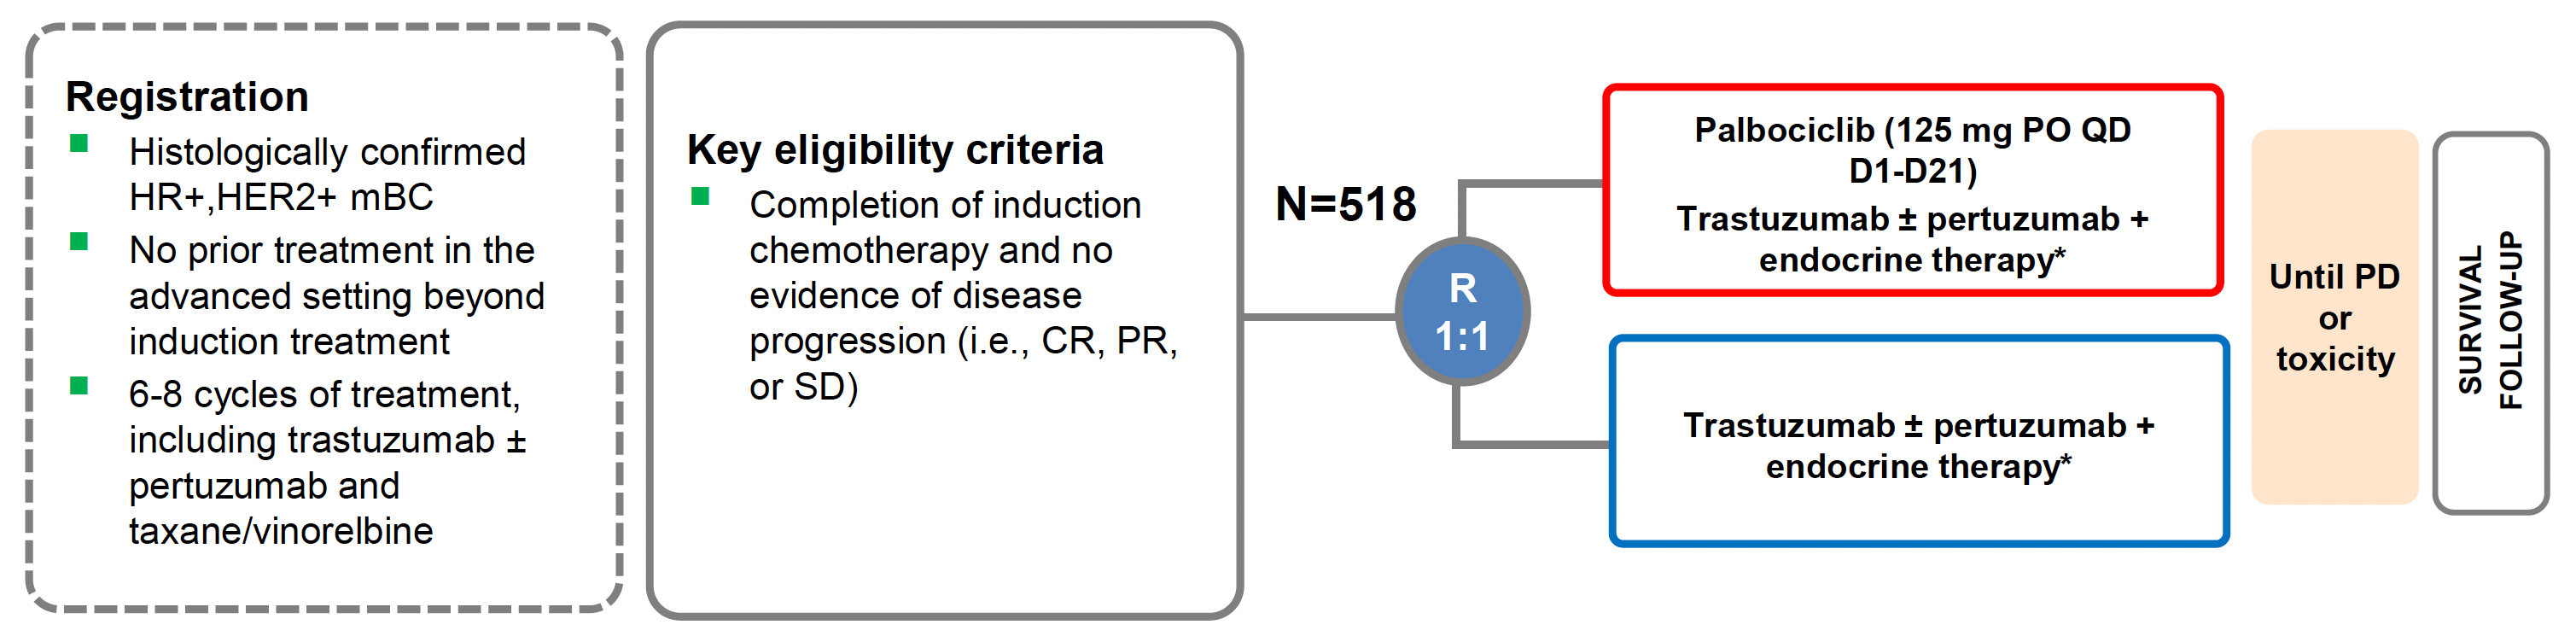 Registration
Histologically confirmed
HR+,HER2+ mBC
No prior treatment in the
advanced setting beyond
induction treatment
6-8 cycles of treatment,
including trastuzumab ±
pertuzumab and
taxane/vinorelbine
Key eligibility criteria
Completion of induction
chemotherapy and no
evidence of disease
progression (i.e., CR, PR,
or SD)
N=518
R
1:1
Palbociclib (125 mg PO QD
D1-D21)
Trastuzumab ± pertuzumab +
endocrine therapy*
Trastuzumab ± pertuzumab +
endocrine therapy*
Until PD
or
toxicity
SURVIVAL
FOLLOW-UP